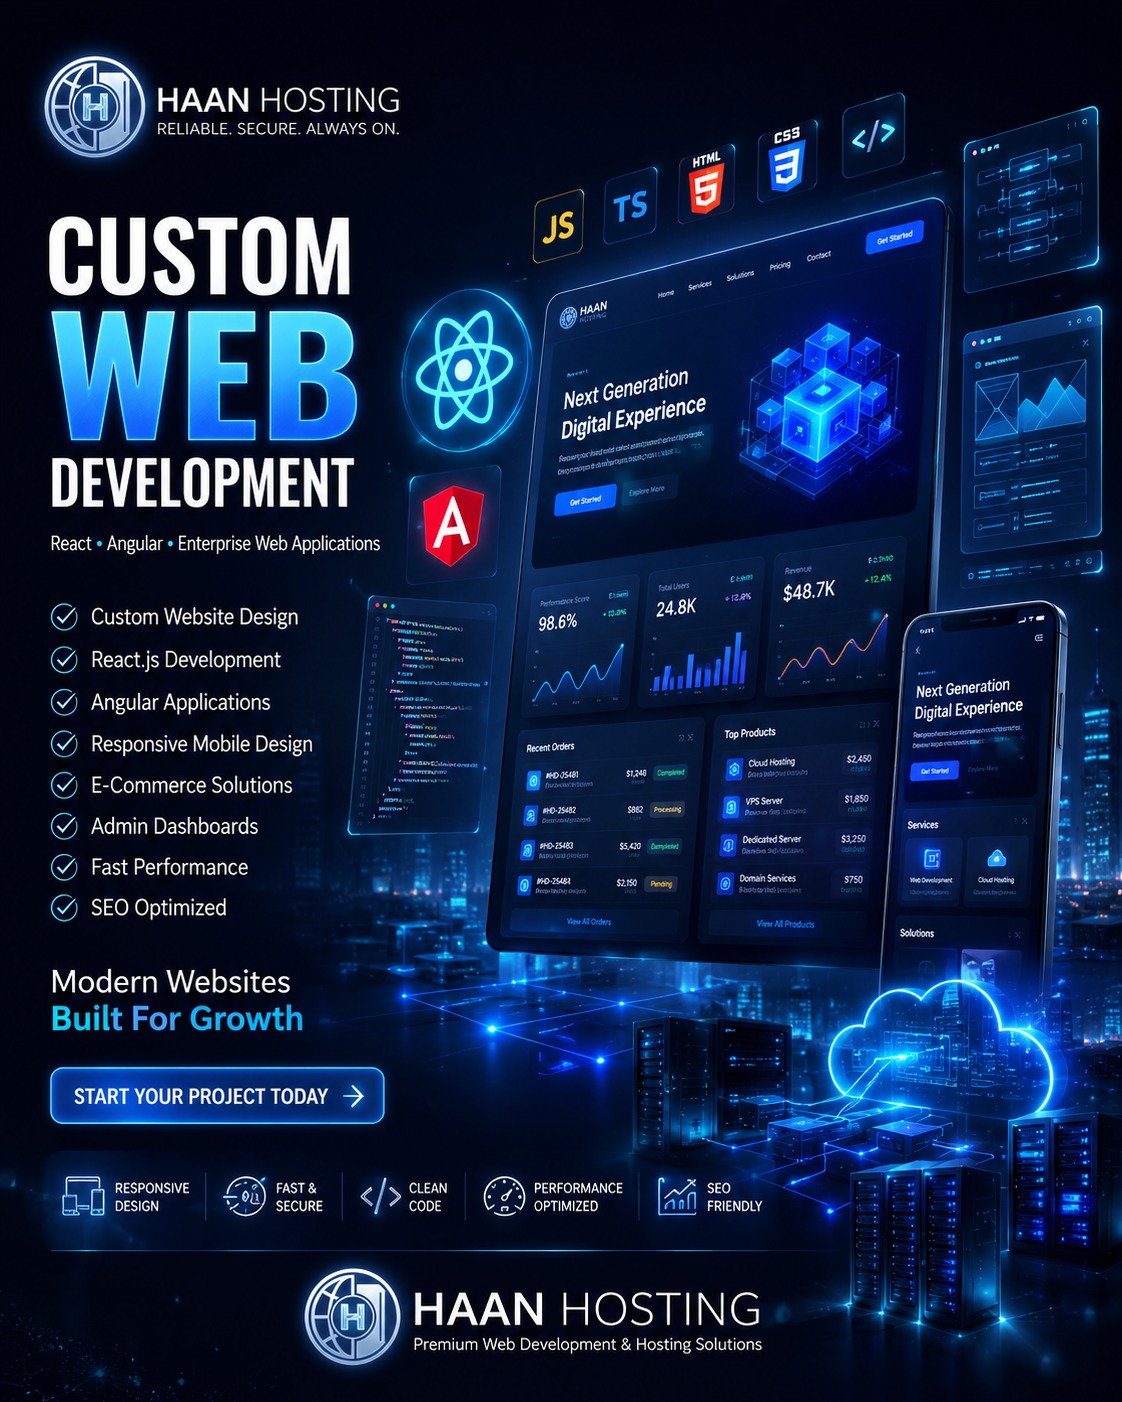 HAAN HOSTING
RELIABLE. SECURE. ALWAYS ON.
CUSTOM
WEB
DEVELOPMENT
React • Angular • Enterprise Web Applications
Custom Website Design
React.js Development
Angular Applications
Responsive Mobile Design
E-Commerce Solutions
Admin Dashboards
Fast Performance
SEO Optimized
Modern Websites
Built For Growth
START YOUR PROJECT TODAY
JS
TS
HTML
5
CSS3
3
</>
A
HAAN
Home Services Solutions Pricing Contact
Get Started
Next Generation
Digital Experience
Get Started
Explore More
Performance Score
98.6%
Total Users
24.8K
Revenue
$48.7K
+12.4%
Recent Orders
#HD-25481 $1,248 Completed
#HD-25482 $862 Processing
#HD-25483 $5,420 Completed
#HD-25484 $2,150 Pending
View All Orders
Top Products
Cloud Hosting $2,450
VPS Server $1,850
Dedicated Server $3,250
Domain Services $750
View All Products
Next Generation
Digital Experience
Get Started
Explore More
Services
Web Development
Cloud Hosting
Solutions
RESPONSIVE
DESIGN
FAST &
SECURE
</>
CLEAN
CODE
PERFORMANCE
OPTIMIZED
SEO
FRIENDLY
H
HAAN HOSTING
Premium Web Development & Hosting Solutions